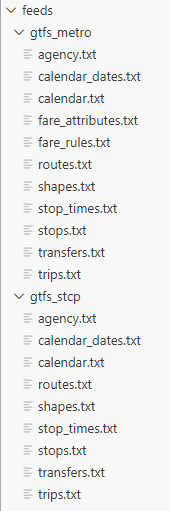 feeds
gtfs_metro
agency.txt
calendar_dates.txt
calendar.txt
fare_attributes.txt
fare_rules.txt
routes.txt
shapes.txt
stop_times.txt
stops.txt
transfers.txt
trips.txt
gtfs_stcp
agency.txt
calendar_dates.txt
calendar.txt
routes.txt
shapes.txt
stop_times.txt
stops.txt
transfers.txt
trips.txt